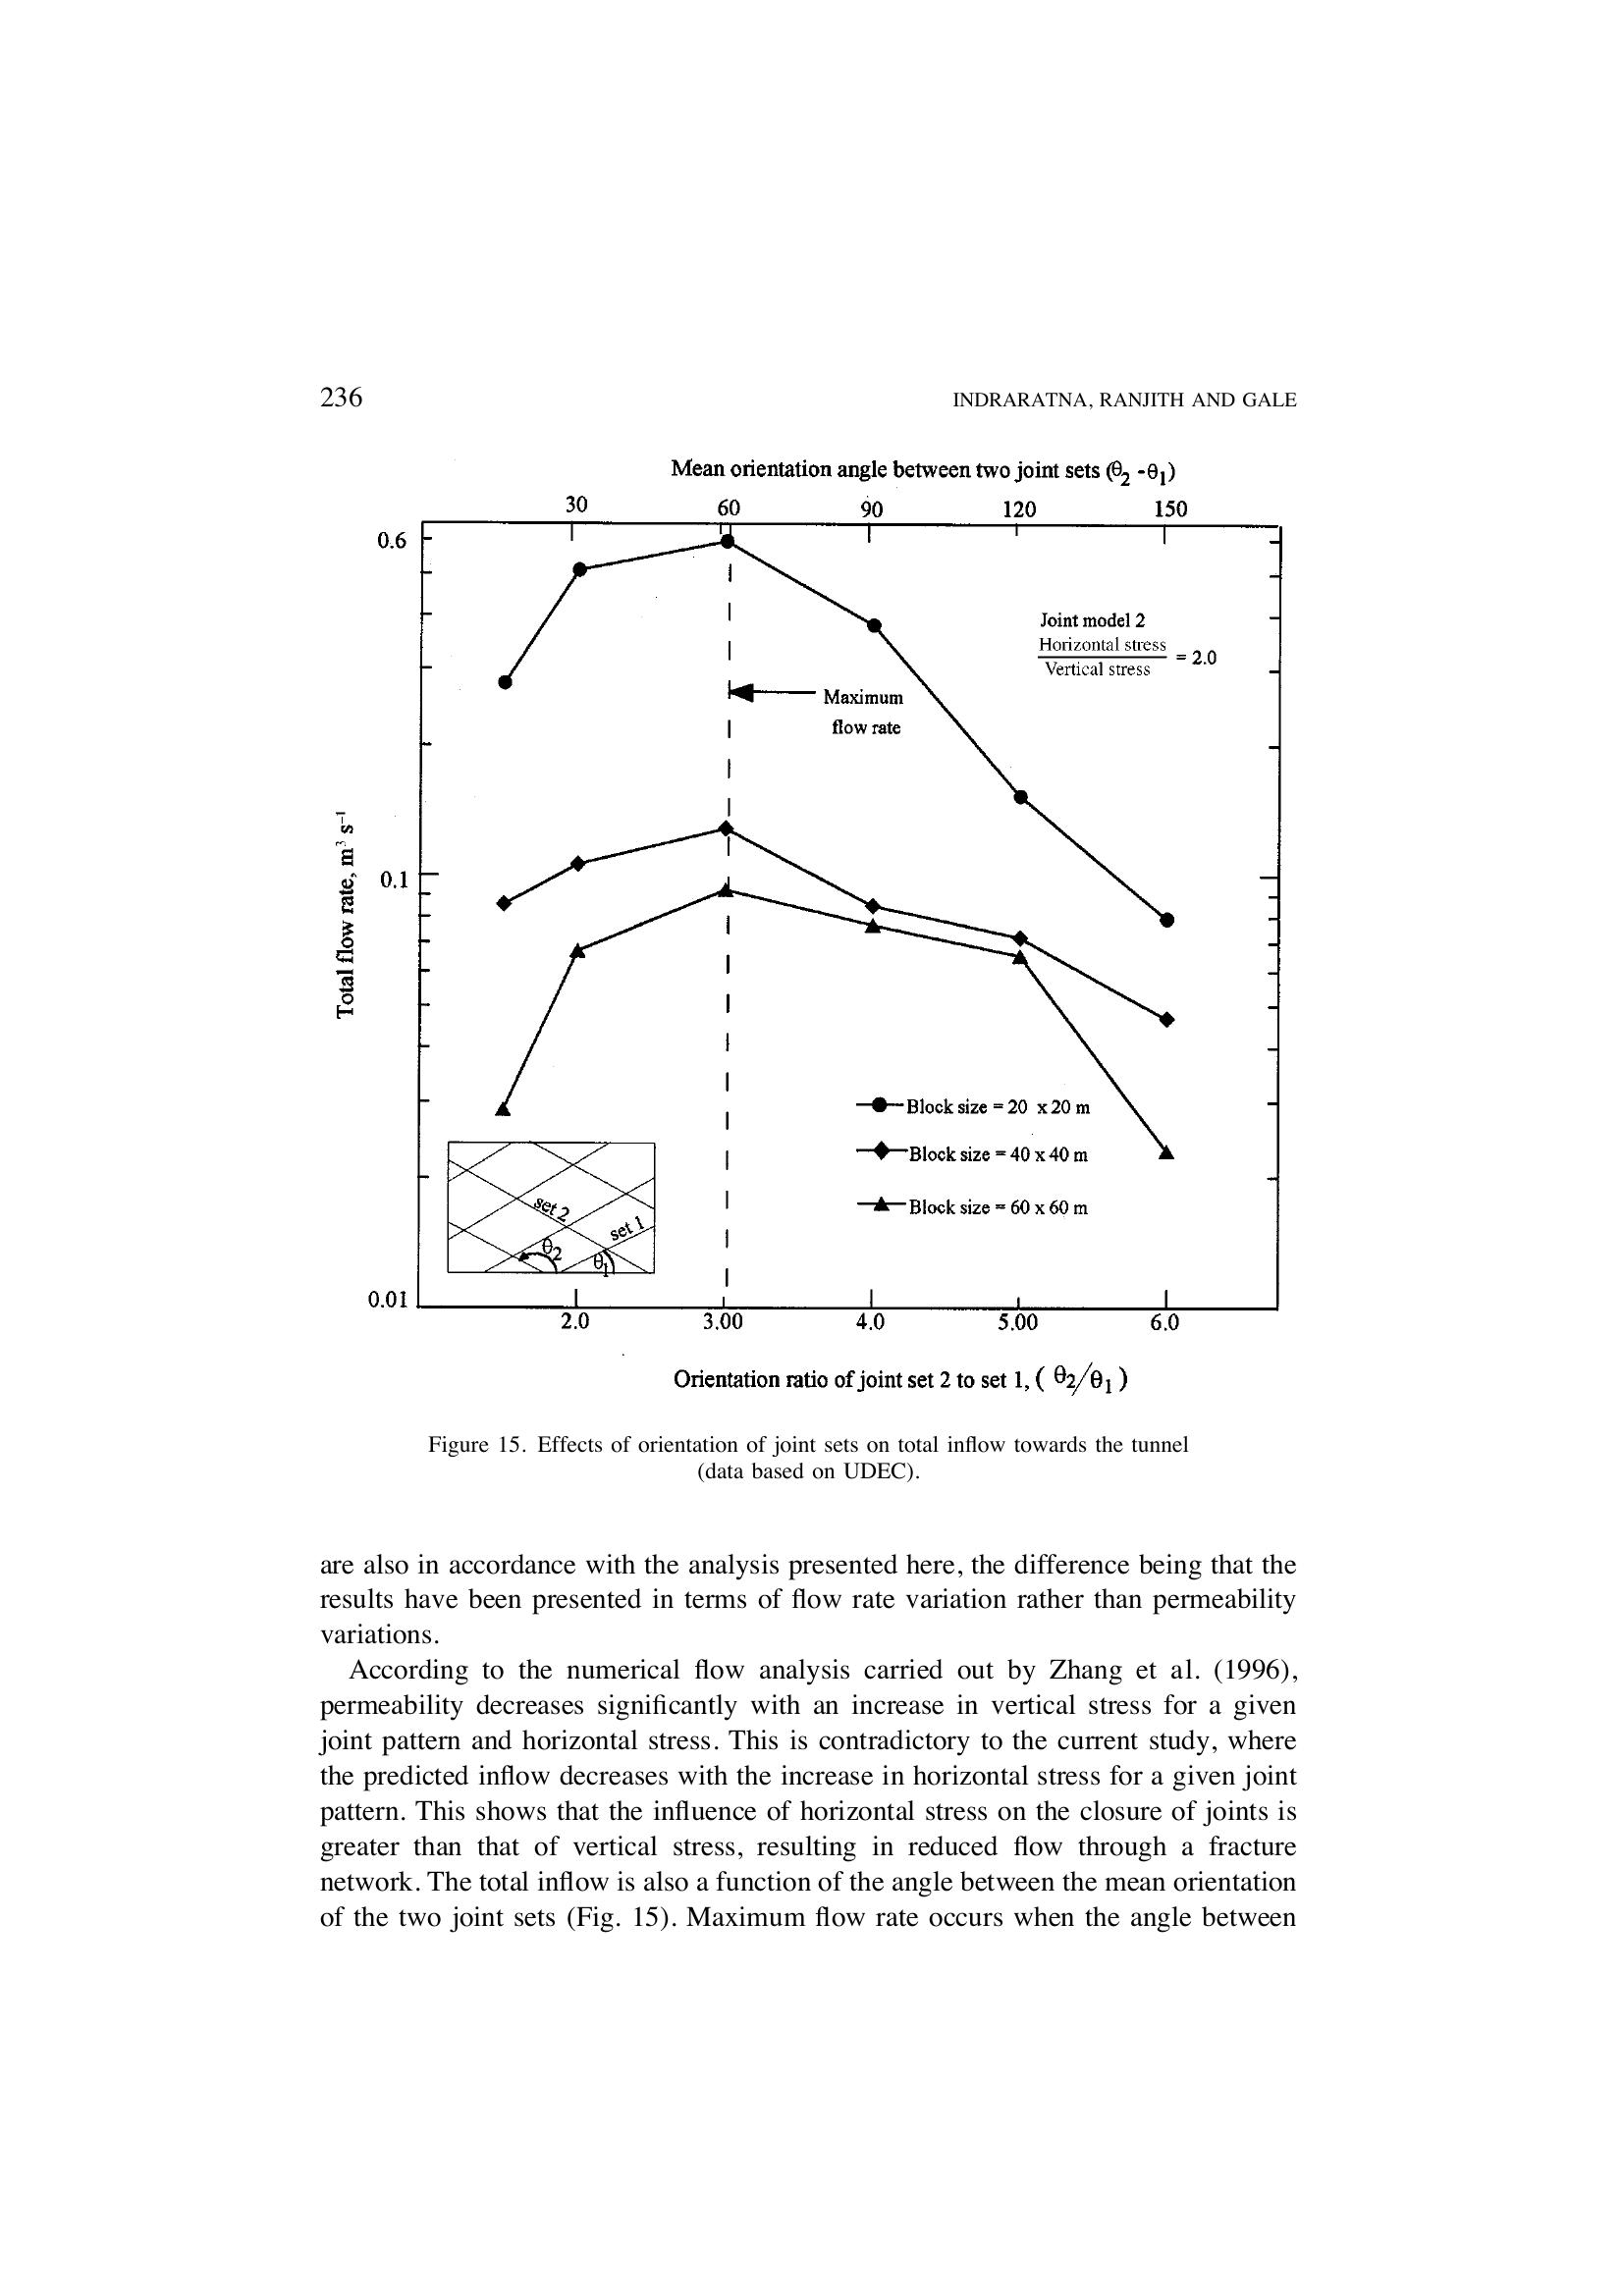 236
INDRARATNA, RANJITH AND GALE
Mean orientation angle between two joint sets (θ₂ -θ₁)
30 60 90 120 150
0.6
Joint model 2
Horizontal stress
Vertical stress
= 2.0
Maximum
flow rate
Total flow rate, m³ s⁻¹
0.1
Block size = 20 x 20 m
Block size = 40 x 40 m
Block size = 60 x 60 m
set 2
set 1
θ₂
θ₁
0.01
2.0 3.00 4.0 5.00 6.0
Orientation ratio of joint set 2 to set 1, ( θ₂/θ₁ )
Figure 15. Effects of orientation of joint sets on total inflow towards the tunnel
(data based on UDEC).
are also in accordance with the analysis presented here, the difference being that the
results have been presented in terms of flow rate variation rather than permeability
variations.
According to the numerical flow analysis carried out by Zhang et al. (1996),
permeability decreases significantly with an increase in vertical stress for a given
joint pattern and horizontal stress. This is contradictory to the current study, where
the predicted inflow decreases with the increase in horizontal stress for a given joint
pattern. This shows that the influence of horizontal stress on the closure of joints is
greater than that of vertical stress, resulting in reduced flow through a fracture
network. The total inflow is also a function of the angle between the mean orientation
of the two joint sets (Fig. 15). Maximum flow rate occurs when the angle between